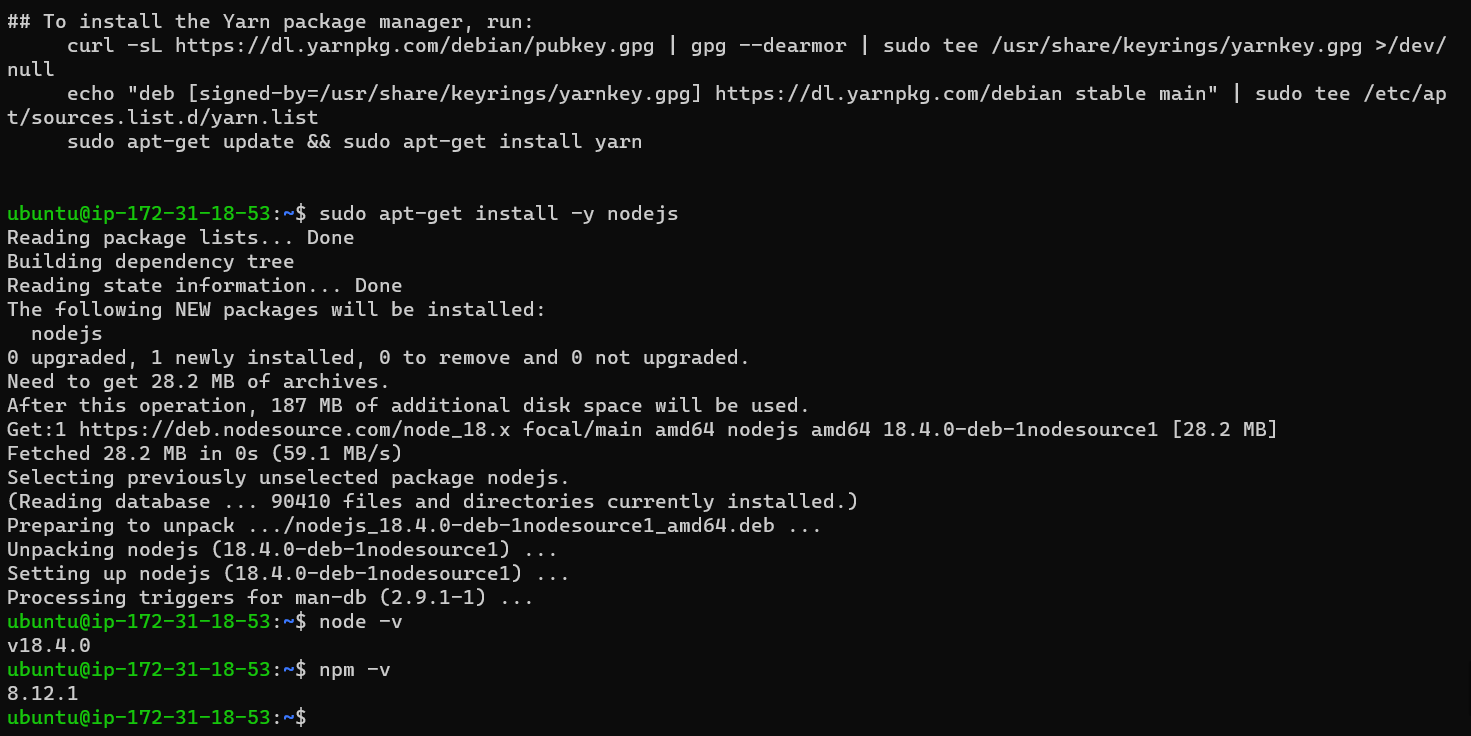 ## To install the Yarn package manager, run:
     curl -sL https://dl.yarnpkg.com/debian/pubkey.gpg | gpg --dearmor | sudo tee /usr/share/keyrings/yarnkey.gpg >/dev/
null
     echo "deb [signed-by=/usr/share/keyrings/yarnkey.gpg] https://dl.yarnpkg.com/debian stable main" | sudo tee /etc/ap
t/sources.list.d/yarn.list
     sudo apt-get update && sudo apt-get install yarn
ubuntu@ip-172-31-18-53:~$ sudo apt-get install -y nodejs
Reading package lists... Done
Building dependency tree
Reading state information... Done
The following NEW packages will be installed:
  nodejs
0 upgraded, 1 newly installed, 0 to remove and 0 not upgraded.
Need to get 28.2 MB of archives.
After this operation, 187 MB of additional disk space will be used.
Get:1 https://deb.nodesource.com/node_18.x focal/main amd64 nodejs amd64 18.4.0-deb-1nodesource1 [28.2 MB]
Fetched 28.2 MB in 0s (59.1 MB/s)
Selecting previously unselected package nodejs.
(Reading database ... 90410 files and directories currently installed.)
Preparing to unpack .../nodejs_18.4.0-deb-1nodesource1_amd64.deb ...
Unpacking nodejs (18.4.0-deb-1nodesource1) ...
Setting up nodejs (18.4.0-deb-1nodesource1) ...
Processing triggers for man-db (2.9.1-1) ...
ubuntu@ip-172-31-18-53:~$ node -v
v18.4.0
ubuntu@ip-172-31-18-53:~$ npm -v
8.12.1
ubuntu@ip-172-31-18-53:~$